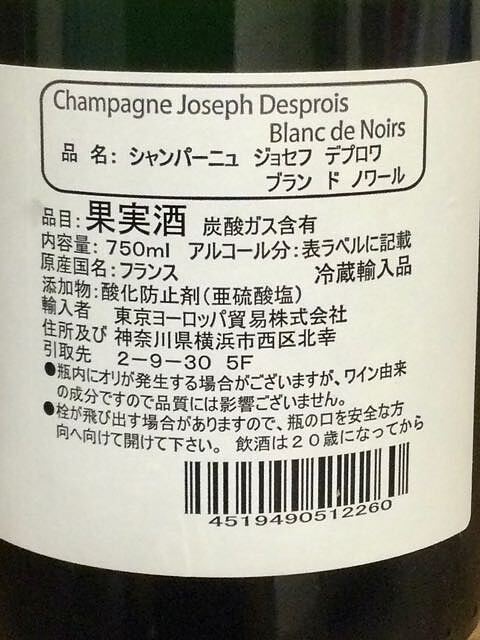 Champagne Joseph Desprois
Blanc de Noirs
品 名: シャンパーニュ ジョセフ デプロワ
ブラン ド ノワール
品目:果実酒 炭酸ガス含有
内容量: 750ml アルコール分:表ラベルに記載
原産国名:フランス 冷蔵輸入品
添加物:酸化防止剤(亜硫酸塩)
輸入者 東京ヨーロッパ貿易株式会社
住所及び 神奈川県横浜市西区北幸
引取先 2-9-30 5F
●瓶内にオリが発生する場合がございますが、ワイン由来
の成分ですので品質には影響ございません。
●栓が飛び出す場合がありますので、瓶の口を安全な方
向へ向けて開けて下さい。 飲酒は20歳になってから
4519490512260